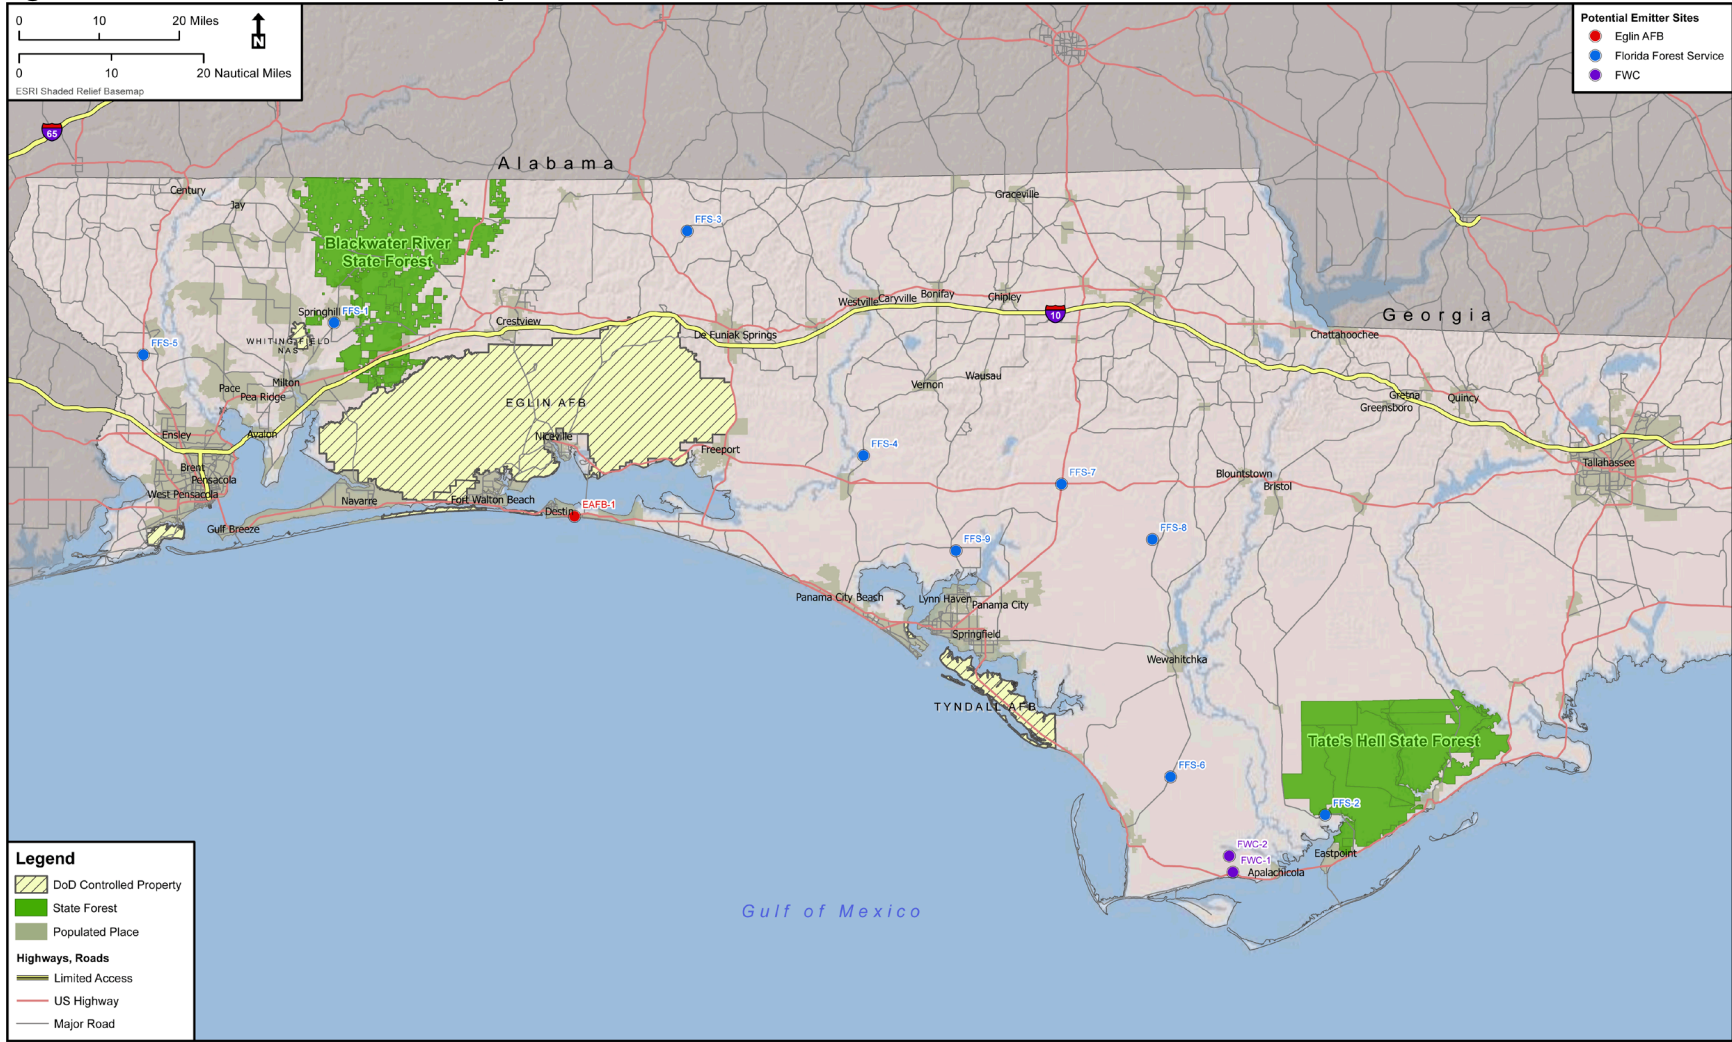 0 10 20 Miles
N
0 10 20 Nautical Miles
ESRI Shaded Relief Basemap
Potential Emitter Sites
Eglin AFB
Florida Forest Service
FWC
65
Alabama
Century
Jay
Graceville
FFS-3
Blackwater River
State Forest
Westville
Caryville
Bonifay
Chipley
10
Georgia
Springhill
FFS-1
Crestview
De Funiak Springs
Chattahoochee
WHITING FIELD
NAS
FFS-5
Pace
Milton
Pea Ridge
Vernon
Wausau
Gretna
Greensboro
Quincy
EGLIN AFB
Ensley
Avalon
Niceville
Freeport
FFS-4
Tallahassee
Brent
Pensacola
West Pensacola
Navarre
Fort Walton Beach
Destin
EAFB-1
FFS-7
Blountstown
Bristol
Gulf Breeze
FFS-9
FFS-8
Panama City Beach
Lynn Haven
Panama City
Springfield
Wewahitchka
TYNDALL AFB
Tate's Hell State Forest
FFS-6
FFS-2
FWC-2
FWC-1
Eastpoint
Apalachicola
Gulf of Mexico
Legend
DoD Controlled Property
State Forest
Populated Place
Highways, Roads
Limited Access
US Highway
Major Road